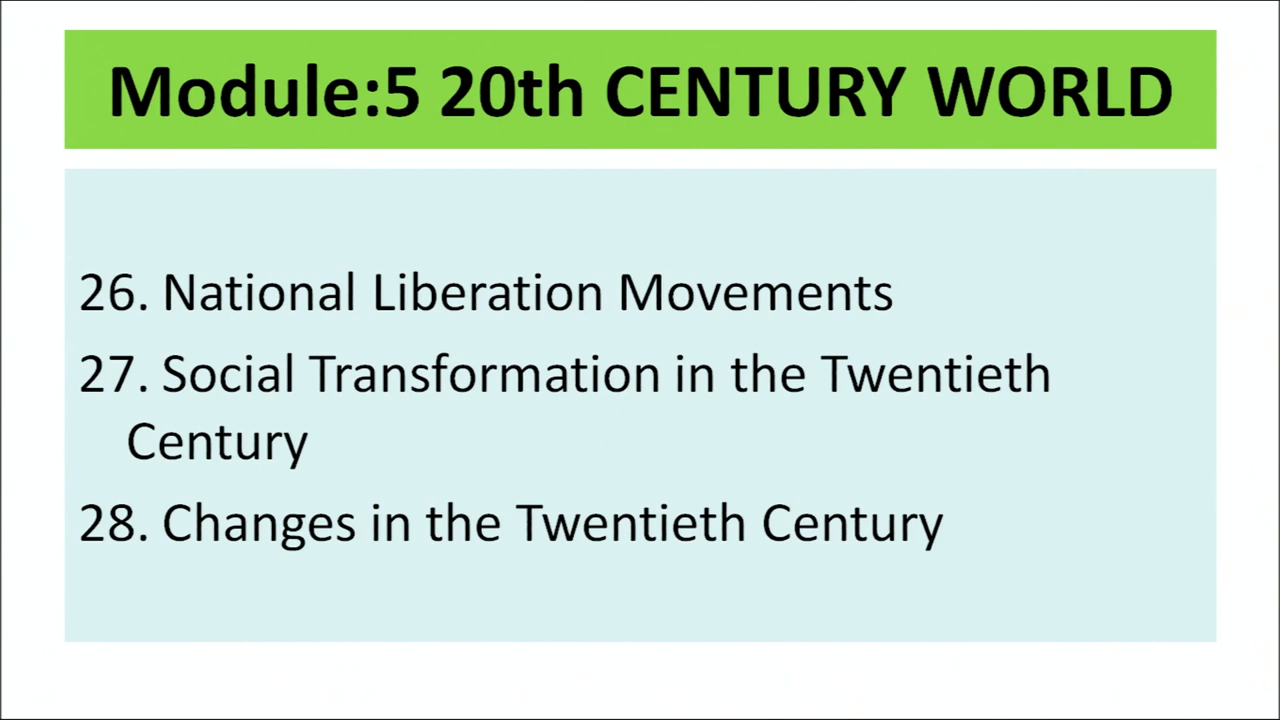 Module:5 20th CENTURY WORLD
26. National Liberation Movements
27. Social Transformation in the Twentieth
Century
28. Changes in the Twentieth Century